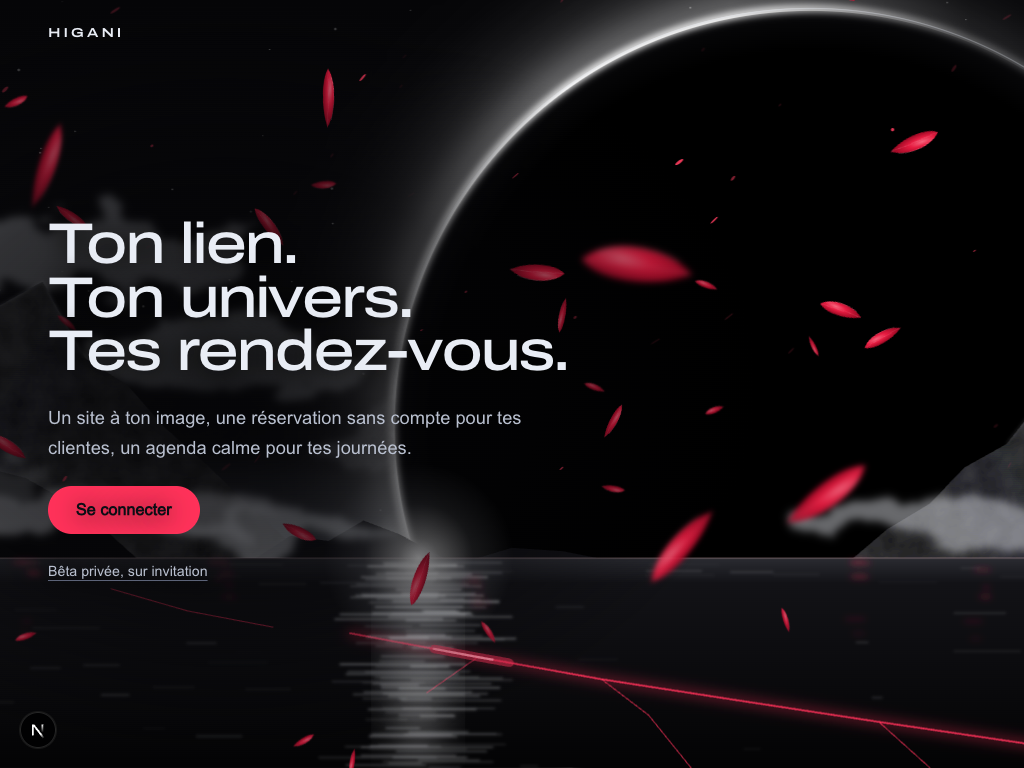 HIGANI
Ton lien.
Ton univers.
Tes rendez-vous.
Un site à ton image, une réservation sans compte pour tes
clientes, un agenda calme pour tes journées.
Se connecter
Bêta privée, sur invitation
N